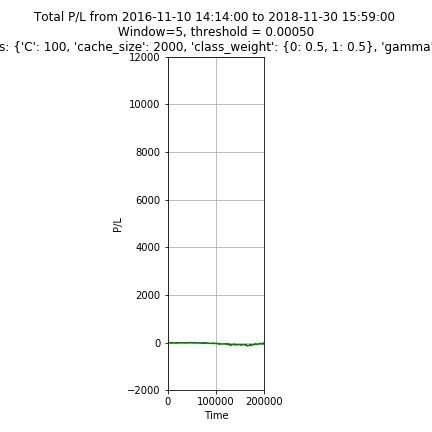 Total P/L from 2016-11-10 14:14:00 to 2018-11-30 15:59:00
Window=5, threshold = 0.00050
s: {'C': 100, 'cache_size': 2000, 'class_weight': {0: 0.5, 1: 0.5}, 'gamma'
12000
10000
8000
6000
4000
2000
0
−2000
P/L
0 100000 200000
Time